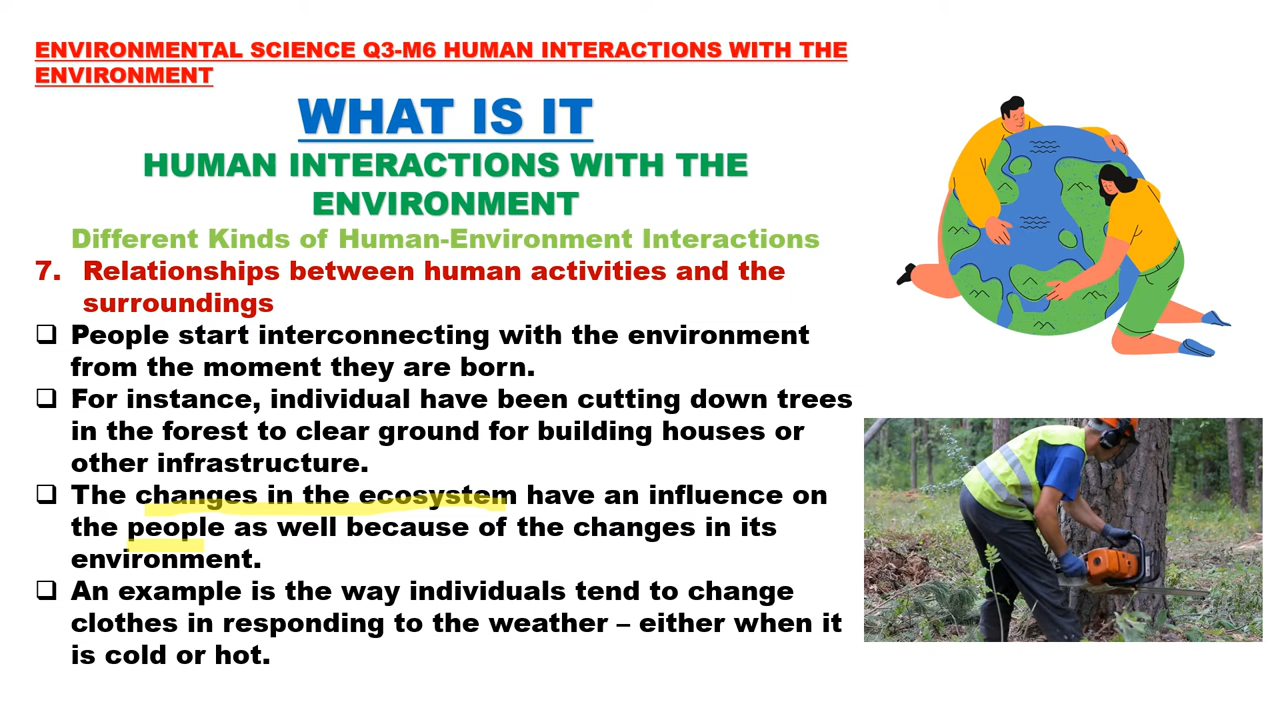 ENVIRONMENTAL SCIENCE Q3-M6 HUMAN INTERACTIONS WITH THE
ENVIRONMENT
WHAT IS IT
HUMAN INTERACTIONS WITH THE
ENVIRONMENT
Different Kinds of Human-Environment Interactions
7. Relationships between human activities and the
surroundings
❑ People start interconnecting with the environment
from the moment they are born.
❑ For instance, individual have been cutting down trees
in the forest to clear ground for building houses or
other infrastructure.
❑ The changes in the ecosystem have an influence on
the people as well because of the changes in its
environment.
❑ An example is the way individuals tend to change
clothes in responding to the weather – either when it
is cold or hot.